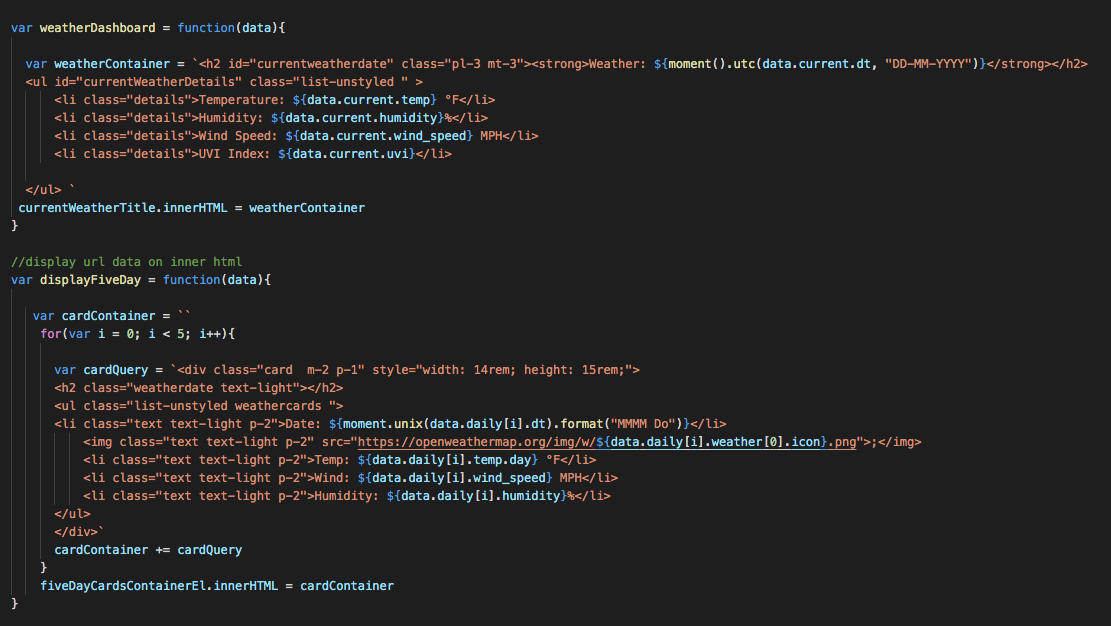 var weatherDashboard = function(data){
var weatherContainer = `<h2 id="currentweatherdate" class="pl-3 mt-3"><strong>Weather: ${moment().utc(data.current.dt, "DD-MM-YYYY")}</strong></h2>
<ul id="currentWeatherDetails" class="list-unstyled " >
<li class="details">Temperature: ${data.current.temp} °F</li>
<li class="details">Humidity: ${data.current.humidity}%</li>
<li class="details">Wind Speed: ${data.current.wind_speed} MPH</li>
<li class="details">UVI Index: ${data.current.uvi}</li>
</ul> `
currentWeatherTitle.innerHTML = weatherContainer
}
//display url data on inner html
var displayFiveDay = function(data){
var cardContainer = ``
for(var i = 0; i < 5; i++){
var cardQuery = `<div class="card  m-2 p-1" style="width: 14rem; height: 15rem;">
<h2 class="weatherdate text-light"></h2>
<ul class="list-unstyled weathercards ">
<li class="text text-light p-2">Date: ${moment.unix(data.daily[i].dt).format("MMMM Do")}</li>
<img class="text text-light p-2" src="https://openweathermap.org/img/w/${data.daily[i].weather[0].icon}.png">;</img>
<li class="text text-light p-2">Temp: ${data.daily[i].temp.day} °F</li>
<li class="text text-light p-2">Wind: ${data.daily[i].wind_speed} MPH</li>
<li class="text text-light p-2">Humidity: ${data.daily[i].humidity}%</li>
</ul>
</div>`
cardContainer += cardQuery
}
fiveDayCardsContainerEl.innerHTML = cardContainer
}